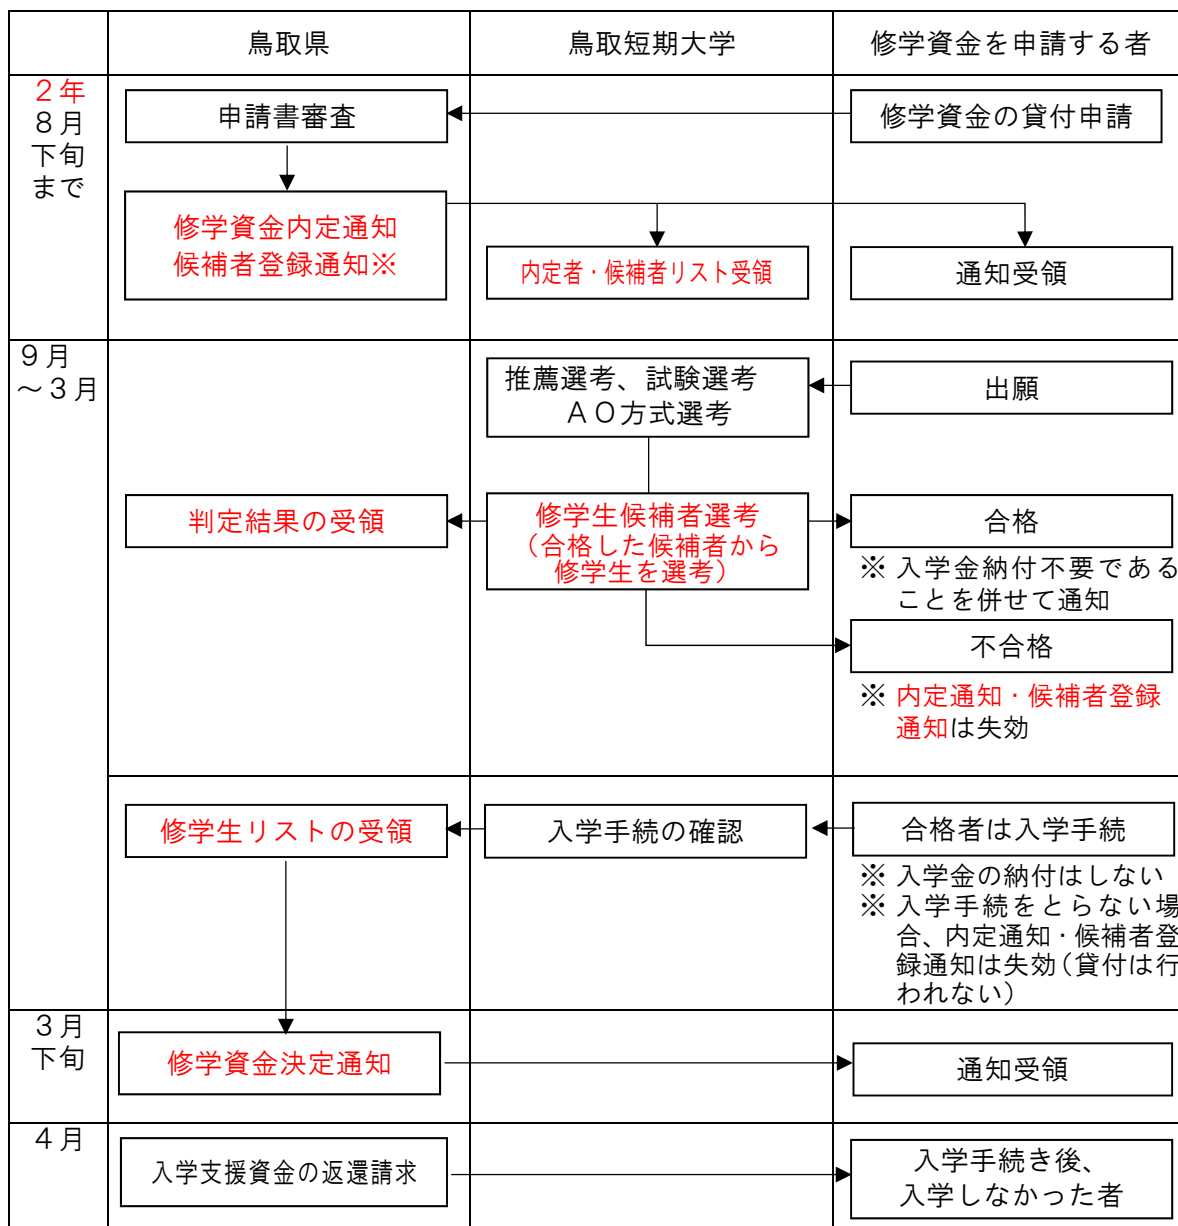 鳥取県
鳥取短期大学
修学資金を申請する者
２年
８月
下旬
まで
申請書審査
修学資金の貸付申請
修学資金内定通知
候補者登録通知※
内定者・候補者リスト受領
通知受領
９月
～３月
推薦選考、試験選考
ＡＯ方式選考
出願
判定結果の受領
修学生候補者選考
（合格した候補者から
修学生を選考）
合格
※ 入学金納付不要である
ことを併せて通知
不合格
※ 内定通知・候補者登録
通知は失効
修学生リストの受領
入学手続の確認
合格者は入学手続
※ 入学金の納付はしない
※ 入学手続をとらない場
合、内定通知・候補者登
録通知は失効（貸付は行
われない）
３月
下旬
修学資金決定通知
通知受領
４月
入学支援資金の返還請求
入学手続き後、
入学しなかった者